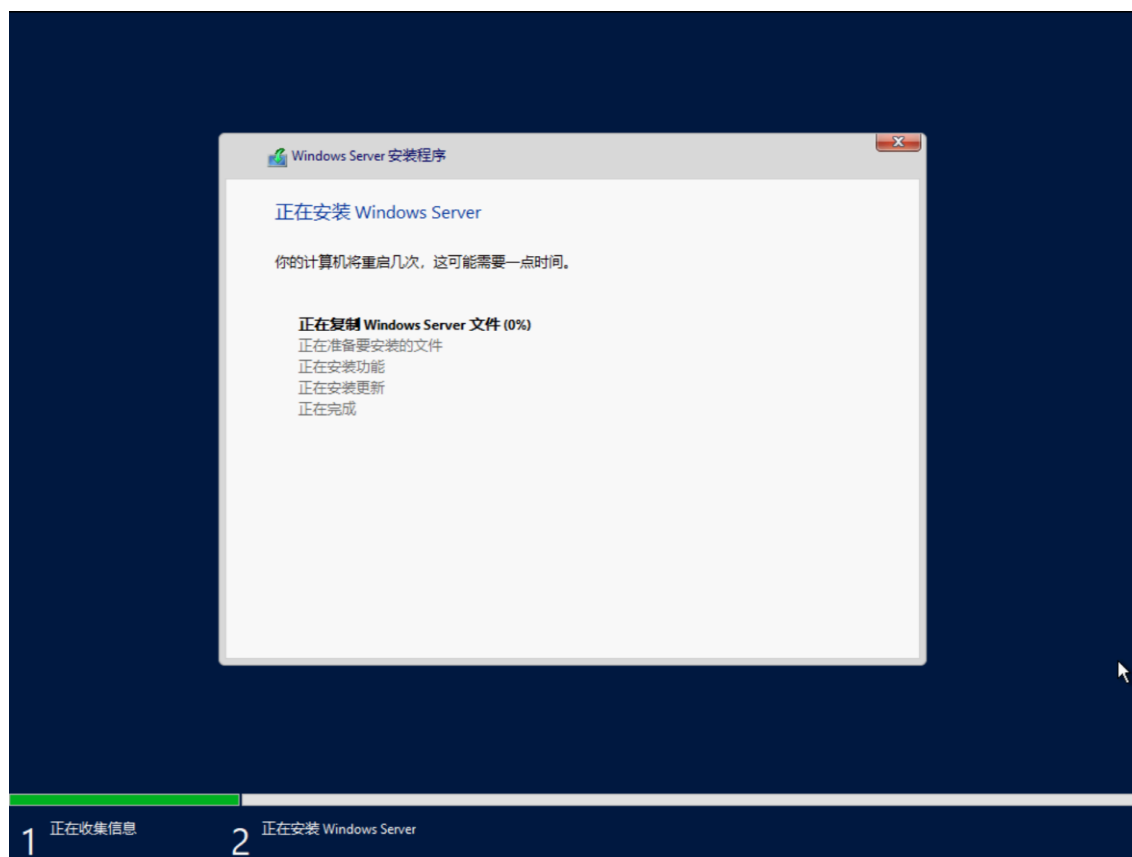 Windows Server 安装程序
正在安装 Windows Server
你的计算机将重启几次，这可能需要一点时间。
正在复制 Windows Server 文件 (0%)
正在准备要安装的文件
正在安装功能
正在安装更新
正在完成
1 正在收集信息
2 正在安装 Windows Server